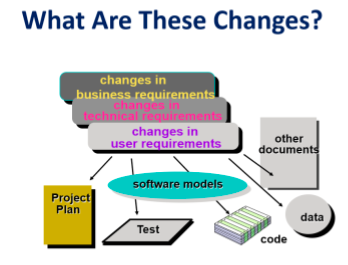 What Are These Changes?
changes in
business requirements
changes in
technical requirements
changes in
user requirements
other
documents
software models
Project
Plan
Test
code
data